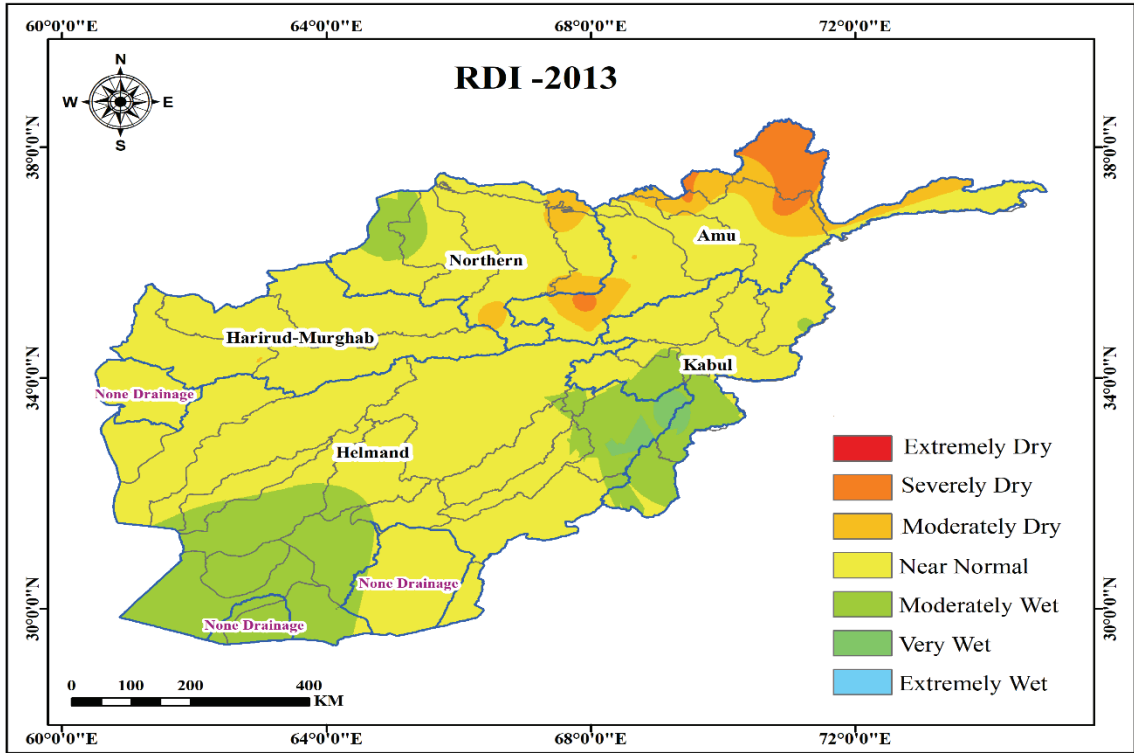 60°0'0"E 64°0'0"E 68°0'0"E 72°0'0"E
N
W E
S
RDI -2013
38°0'0"N 38°0'0"N
Amu
Northern
Harirud-Murghab
Kabul
34°0'0"N 34°0'0"N
None Drainage
Helmand
Extremely Dry
Severely Dry
Moderately Dry
Near Normal
None Drainage
Moderately Wet
30°0'0"N 30°0'0"N
None Drainage
Very Wet
Extremely Wet
0 100 200 400
KM
60°0'0"E 64°0'0"E 68°0'0"E 72°0'0"E